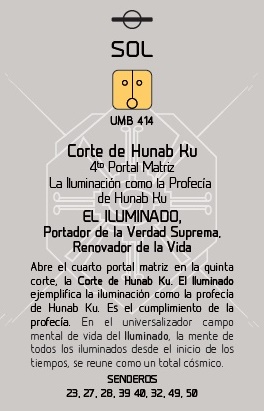 SOL
UMB 414
Corte de Hunab Ku
4to Portal Matriz
La Iluminación como la Profecía
de Hunab Ku
EL ILUMINADO,
Portador de la Verdad Suprema,
Renovador de la Vida
Abre el cuarto portal matriz en la quinta
corte, la Corte de Hunab Ku. El Iluminado
ejemplifica la iluminación como la profecía
de Hunab Ku. Es el cumplimiento de la
profecía. En el universalizador campo
mental de vida del Iluminado, la mente de
todos los iluminados desde el inicio de los
tiempos, se reune como un total cósmico.
SENDEROS
23, 27, 28, 39 40, 32, 49, 50